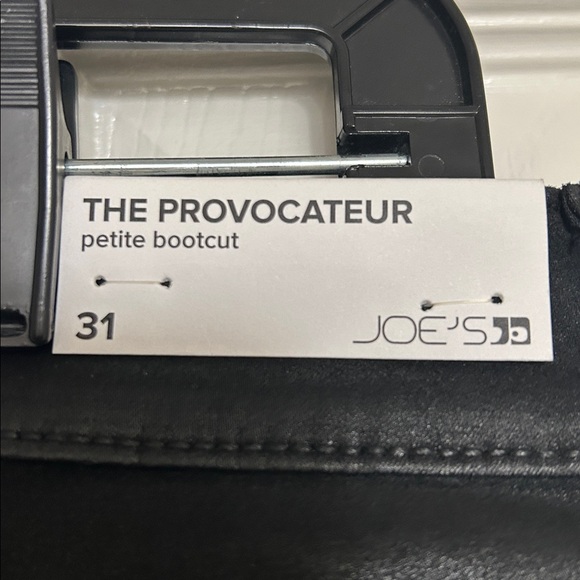 THE PROVOCATEUR
petite bootcut
31
JOE'S